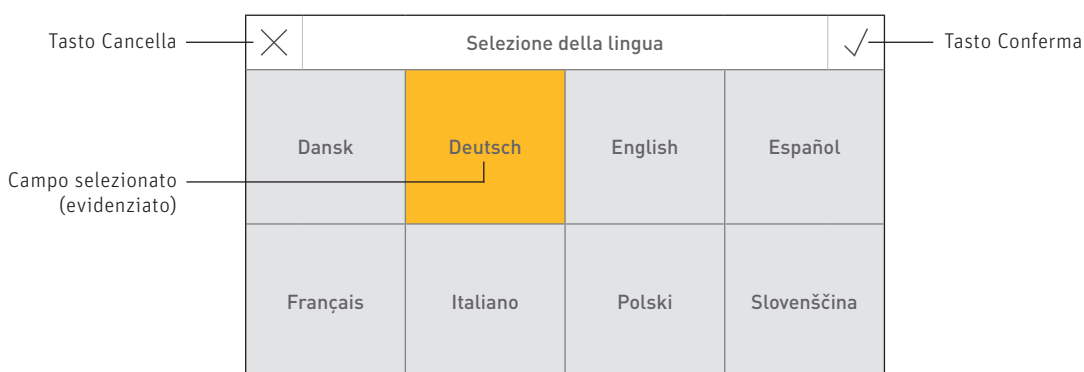 Tasto Cancella
Selezione della lingua
Tasto Conferma
Dansk
Deutsch
English
Español
Campo selezionato
(evidenziato)
Français
Italiano
Polski
Slovenščina